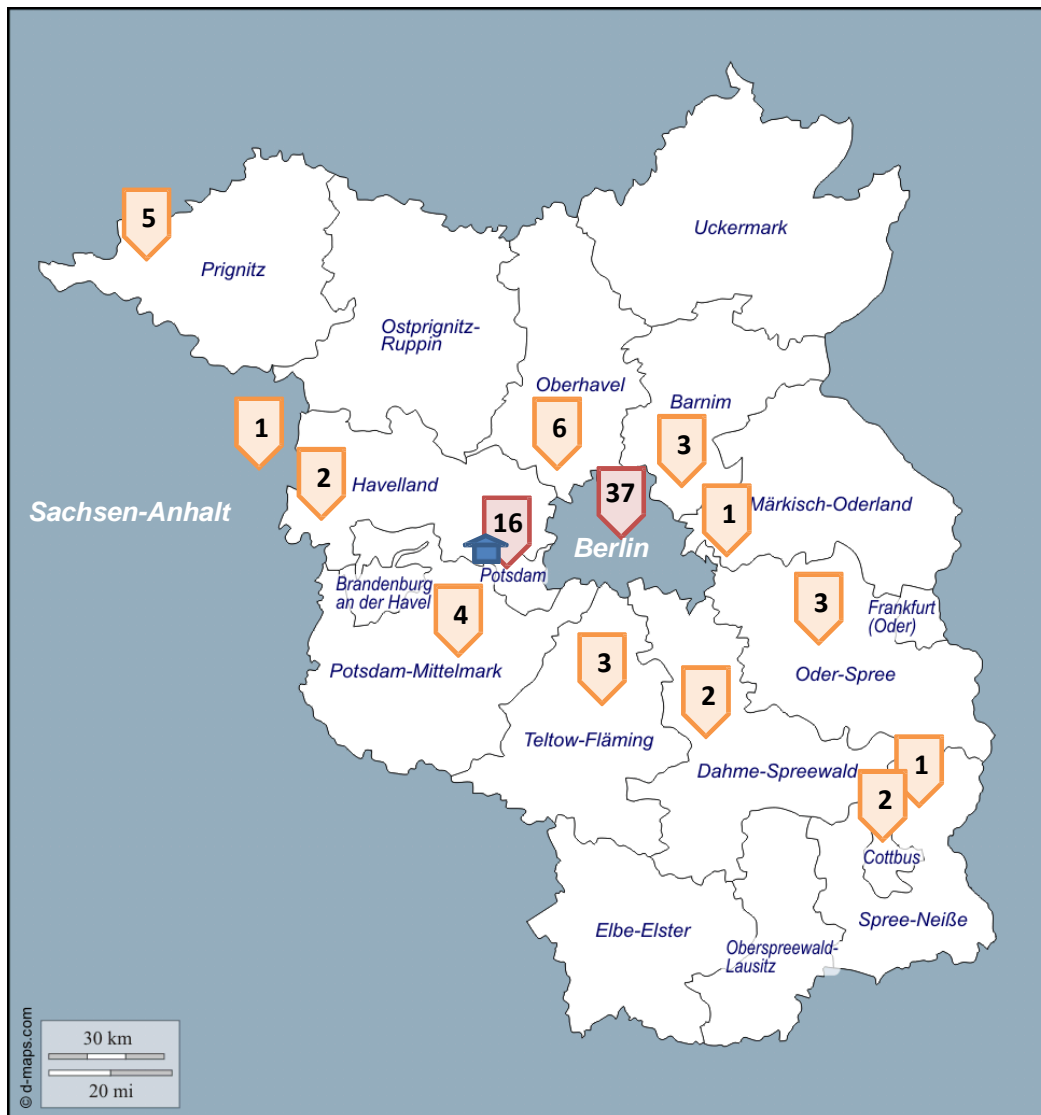 Uckermark
5
Prignitz
Ostprignitz-
Ruppin
Oberhavel
Barnim
1
6
3
2
Havelland
37
Sachsen-Anhalt
16
1
Märkisch-Oderland
Berlin
Potsdam
Brandenburg
an der Havel
4
3
Frankfurt
(Oder)
Potsdam-Mittelmark
3
2
Oder-Spree
Teltow-Fläming
Dahme-Spreewald
1
2
Cottbus
Elbe-Elster
Spree-Neiße
Oberspreewald-
Lausitz
30 km
20 mi
© d-maps.com